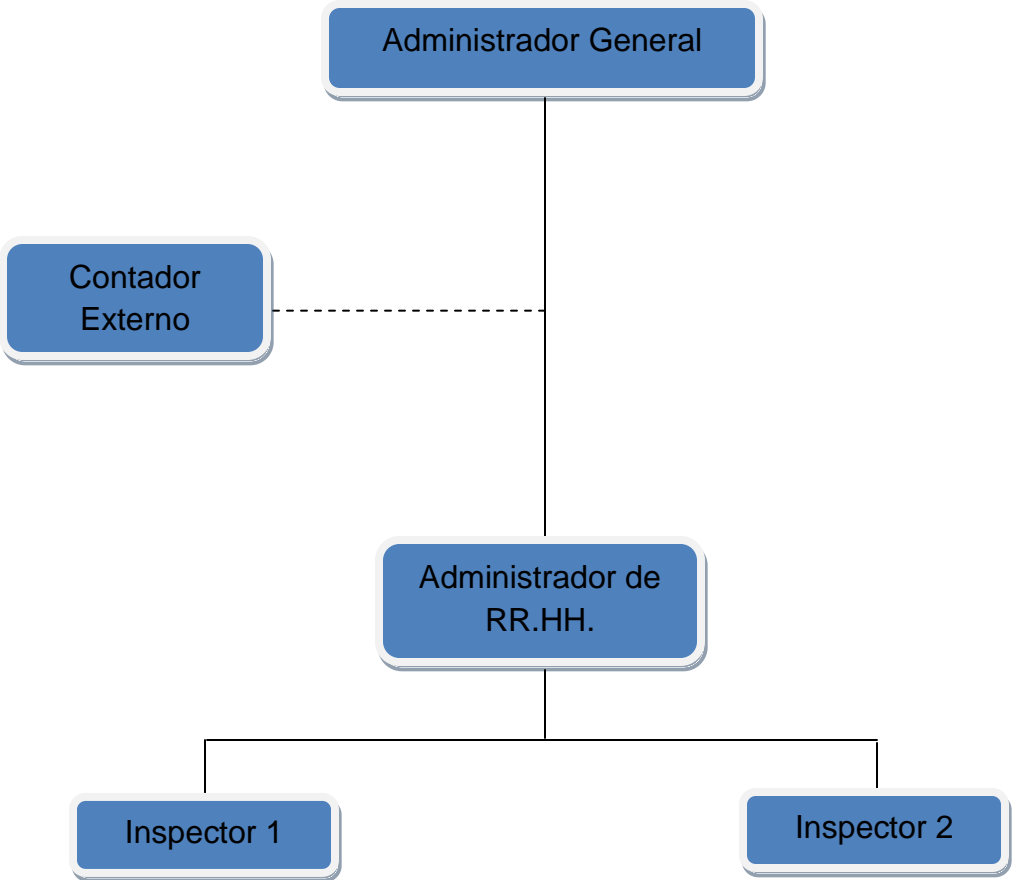 Administrador General
Contador
Externo
Administrador de
RR.HH.
Inspector 1
Inspector 2